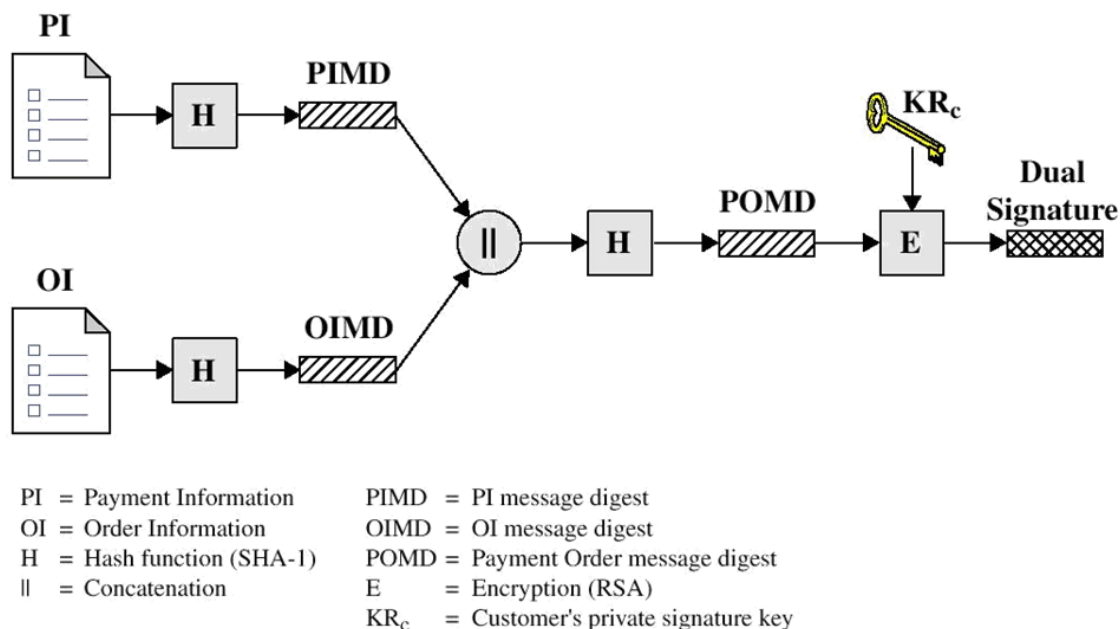 PI
H
PIMD
KRc
Dual
Signature
POMD
||
H
E
OI
H
OIMD
PI = Payment Information
OI = Order Information
H = Hash function (SHA-1)
|| = Concatenation
PIMD = PI message digest
OIMD = OI message digest
POMD = Payment Order message digest
E = Encryption (RSA)
KRc = Customer's private signature key